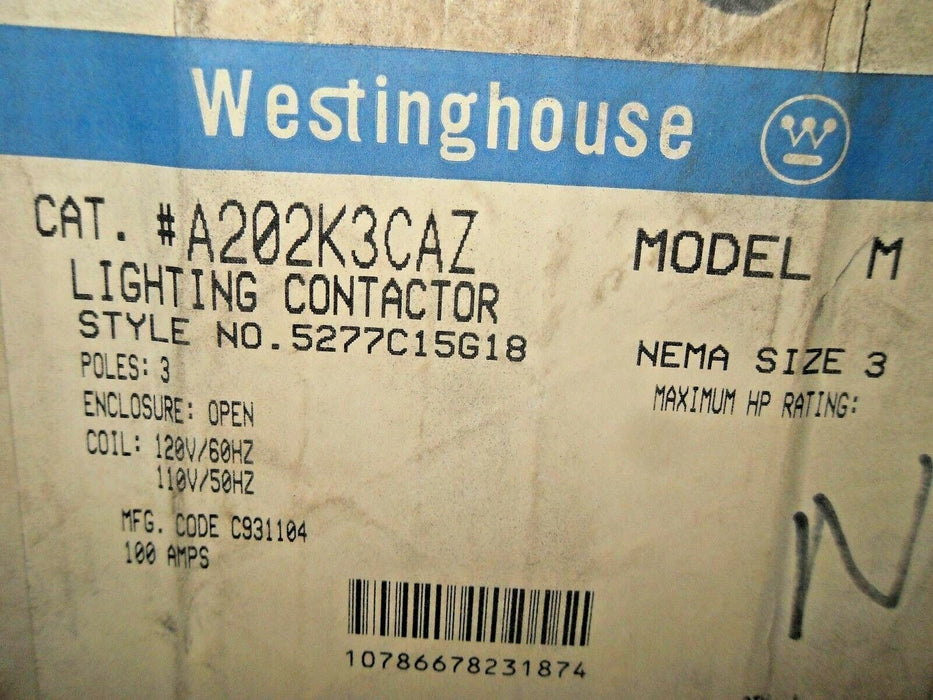 Westinghouse
CAT. #A202K3CAZ
LIGHTING CONTACTOR
STYLE NO.5277C15G18
POLES: 3
ENCLOSURE: OPEN
COIL: 120V/60HZ
110V/50HZ
MFG. CODE C931104
100 AMPS
MODEL M
NEMA SIZE 3
MAXIMUM HP RATING:
N
10786678231874